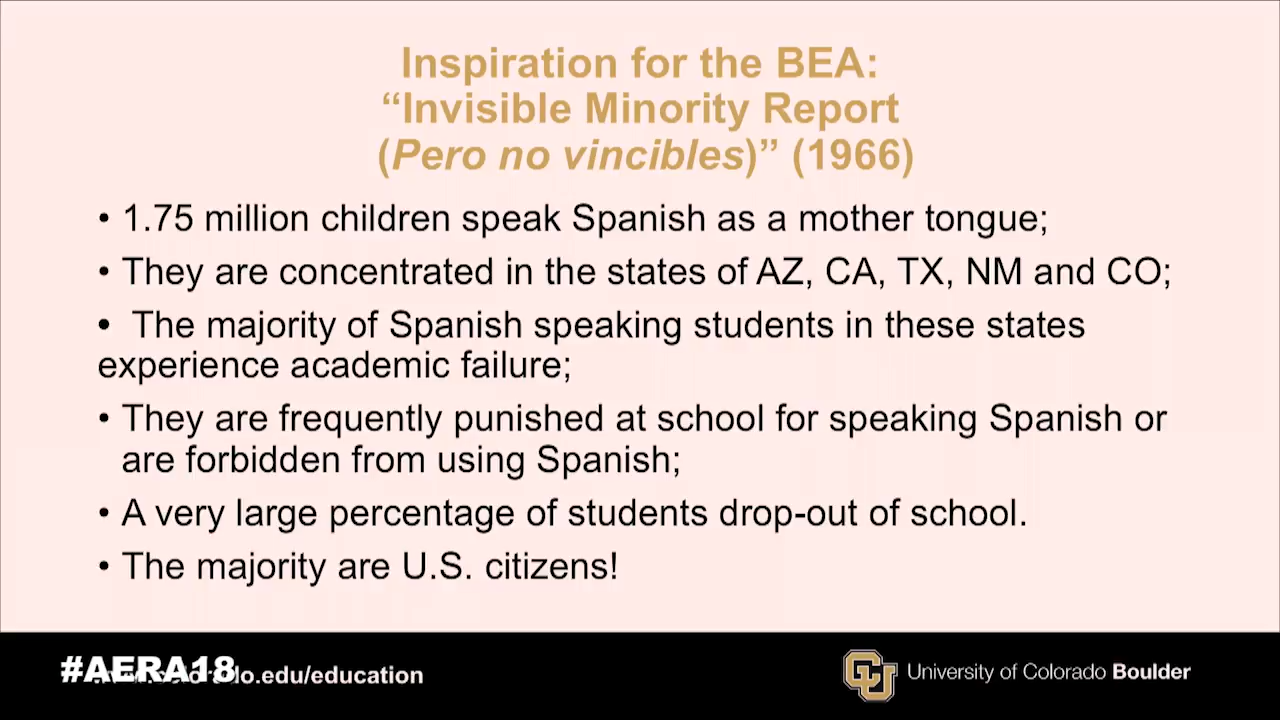 Inspiration for the BEA:
“Invisible Minority Report
(Pero no vincibles)” (1966)
• 1.75 million children speak Spanish as a mother tongue;
• They are concentrated in the states of AZ, CA, TX, NM and CO;
• The majority of Spanish speaking students in these states
experience academic failure;
• They are frequently punished at school for speaking Spanish or
are forbidden from using Spanish;
• A very large percentage of students drop-out of school.
• The majority are U.S. citizens!
#AERA18
.edu/education
CU
University of Colorado Boulder